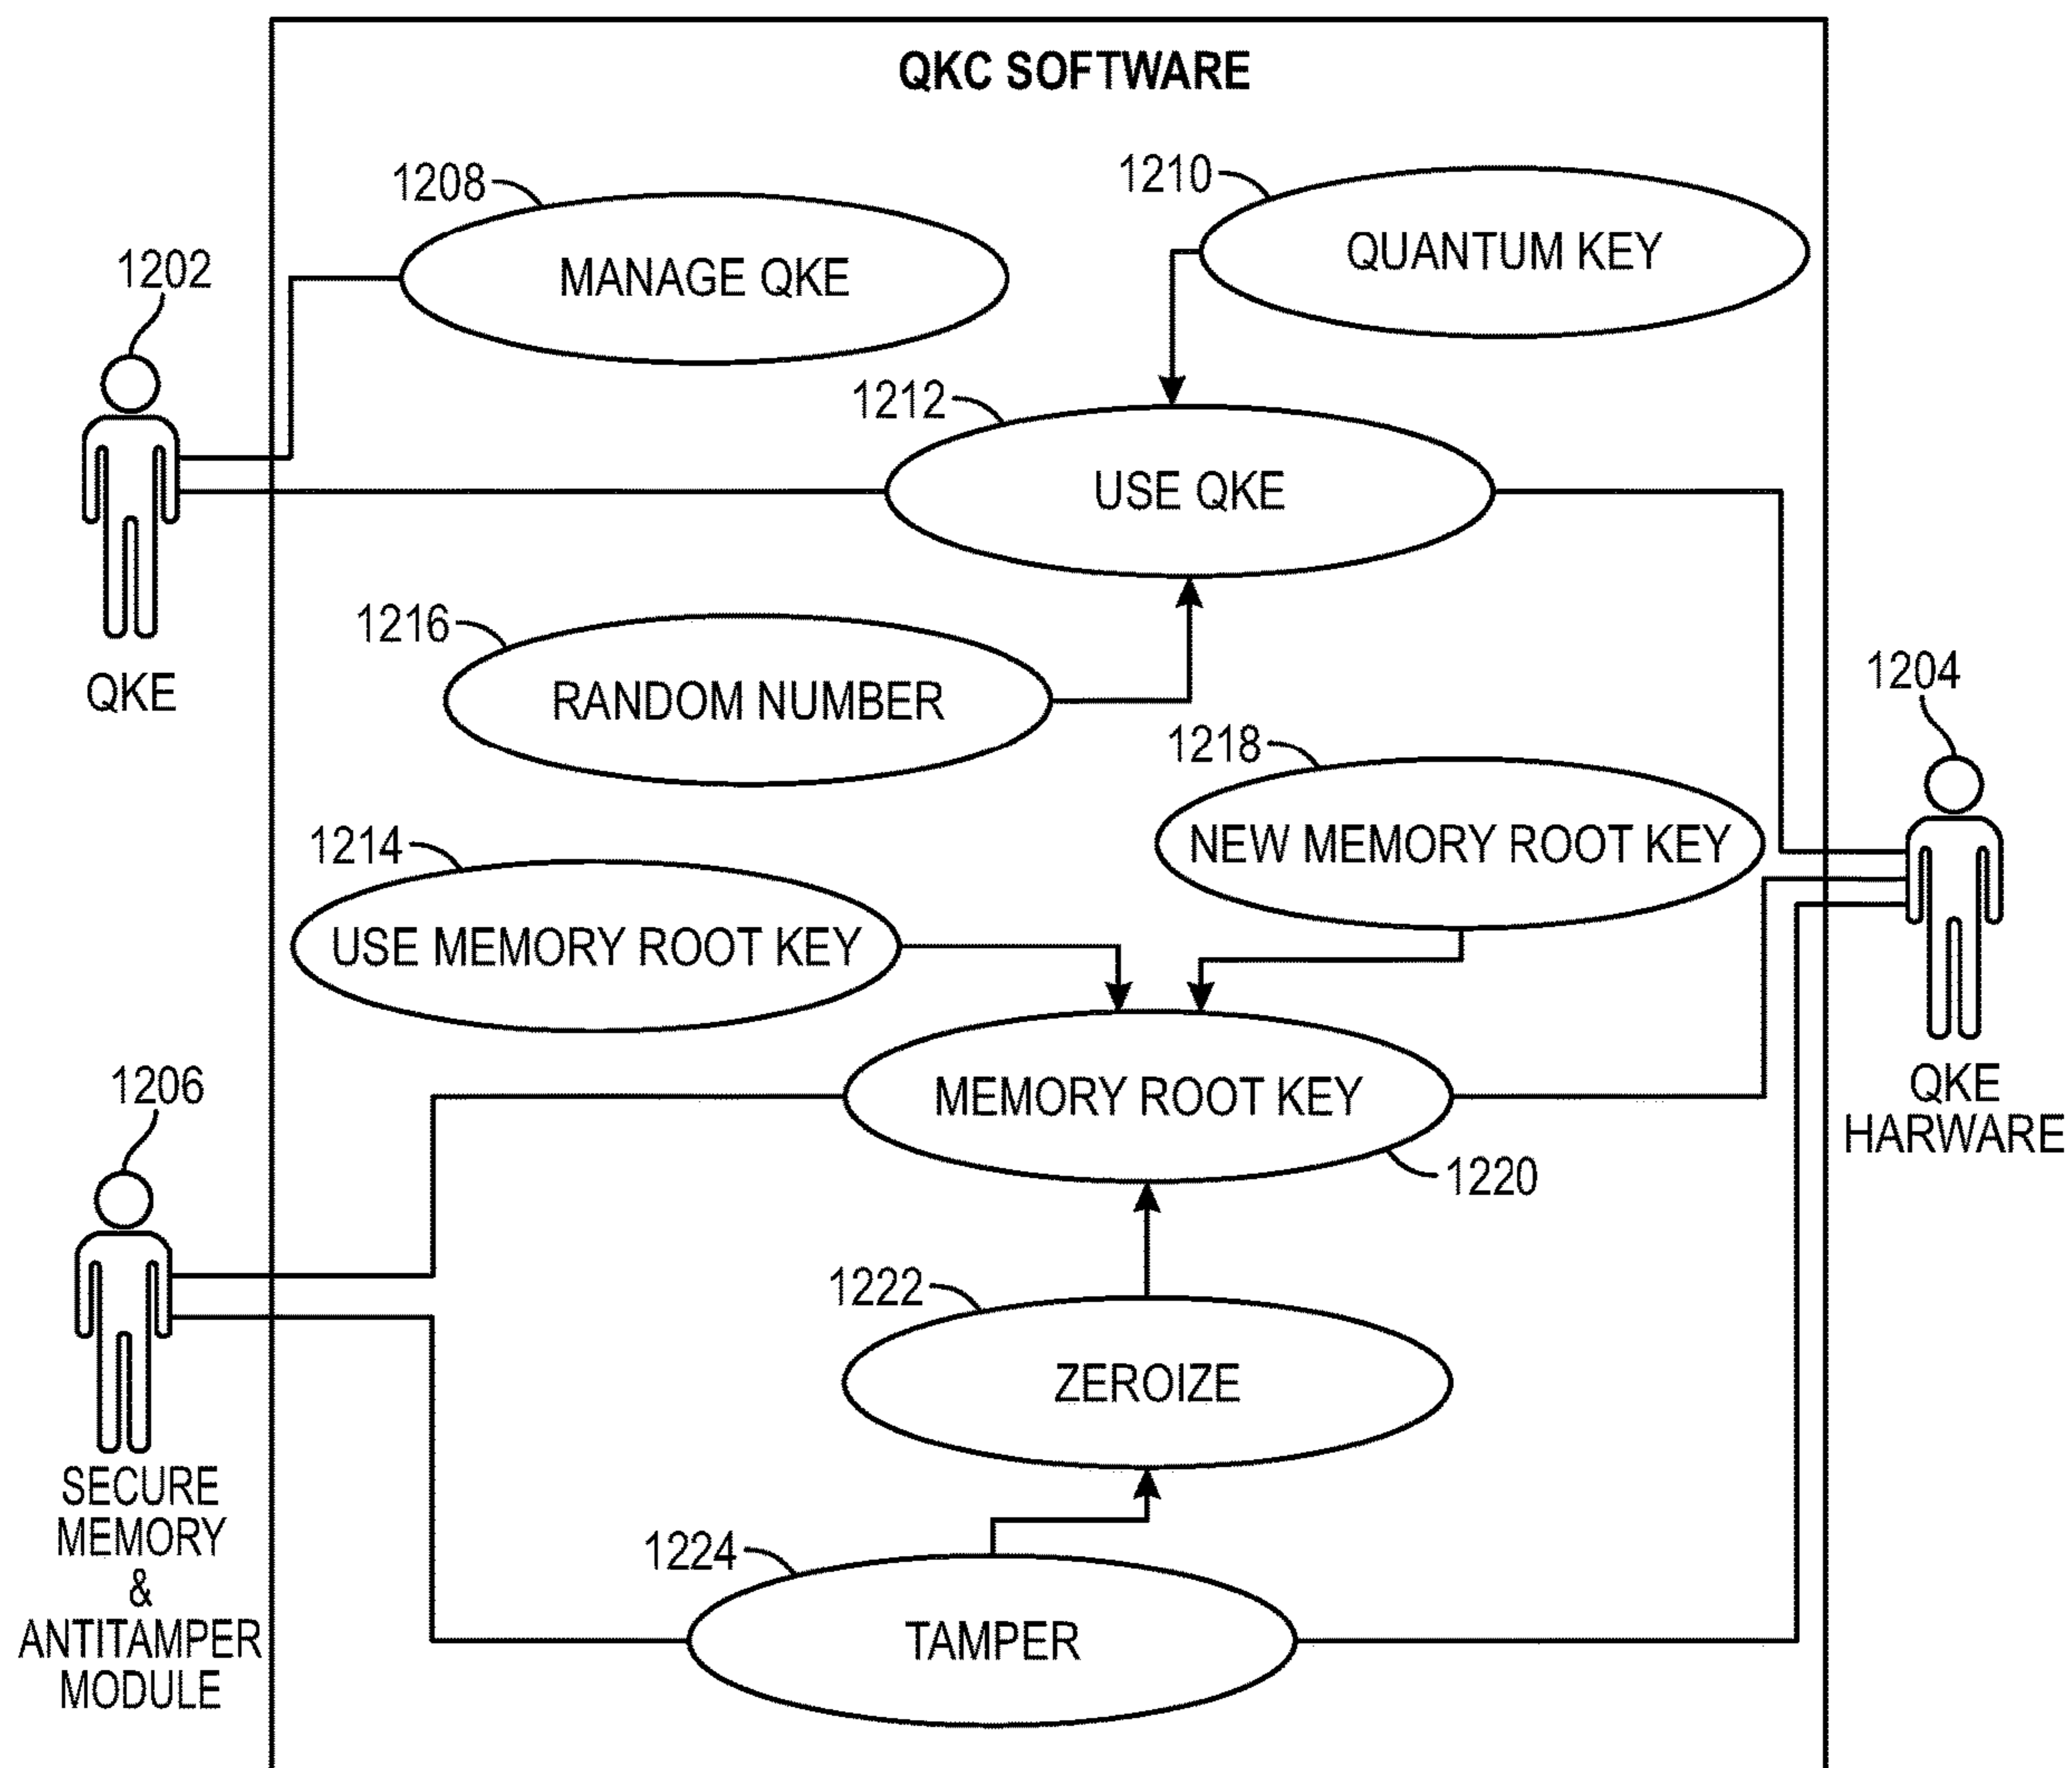 QKC SOFTWARE
1208
1210
MANAGE QKE
QUANTUM KEY
1202
1212
USE QKE
QKE
1216
RANDOM NUMBER
1204
1218
NEW MEMORY ROOT KEY
1214
USE MEMORY ROOT KEY
QKE
HARWARE
1206
MEMORY ROOT KEY
1220
1222
ZEROIZE
SECURE
MEMORY
&
ANTITAMPER
MODULE
1224
TAMPER